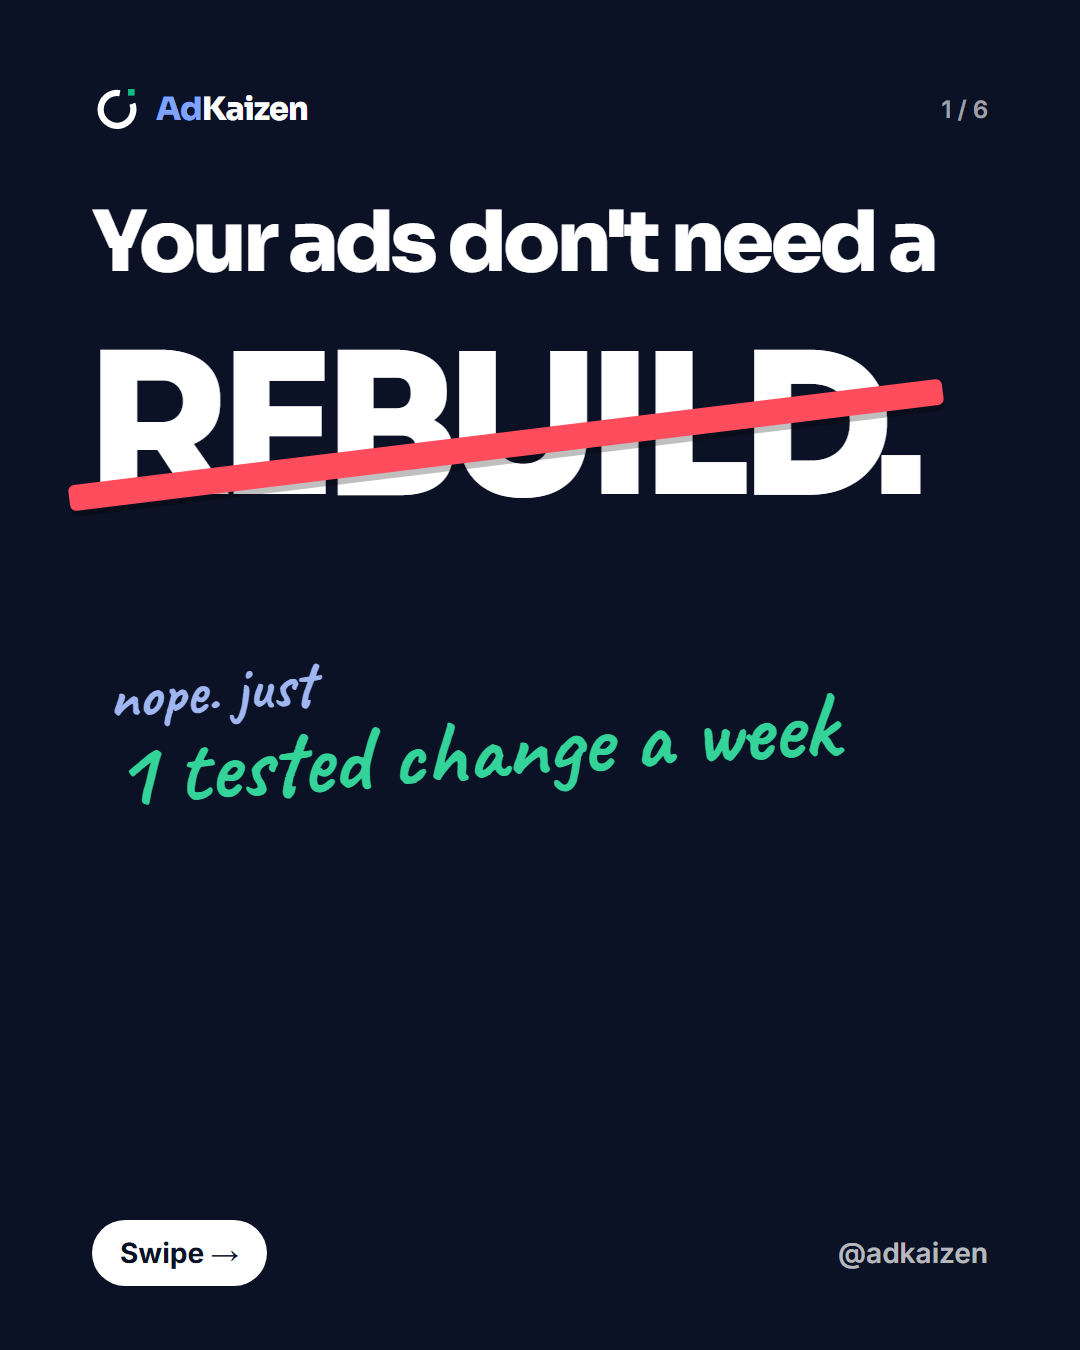 AdKaizen
1 / 6
Your ads don't need a
REBUILD.
nope. just
1 tested change a week
Swipe →
@adkaizen